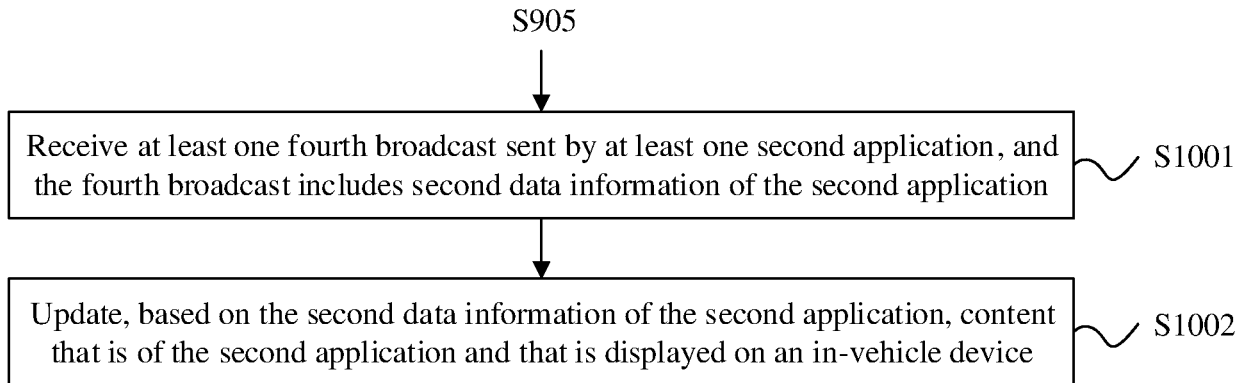 S905
Receive at least one fourth broadcast sent by at least one second application, and
the fourth broadcast includes second data information of the second application
S1001
Update, based on the second data information of the second application, content
that is of the second application and that is displayed on an in-vehicle device
S1002